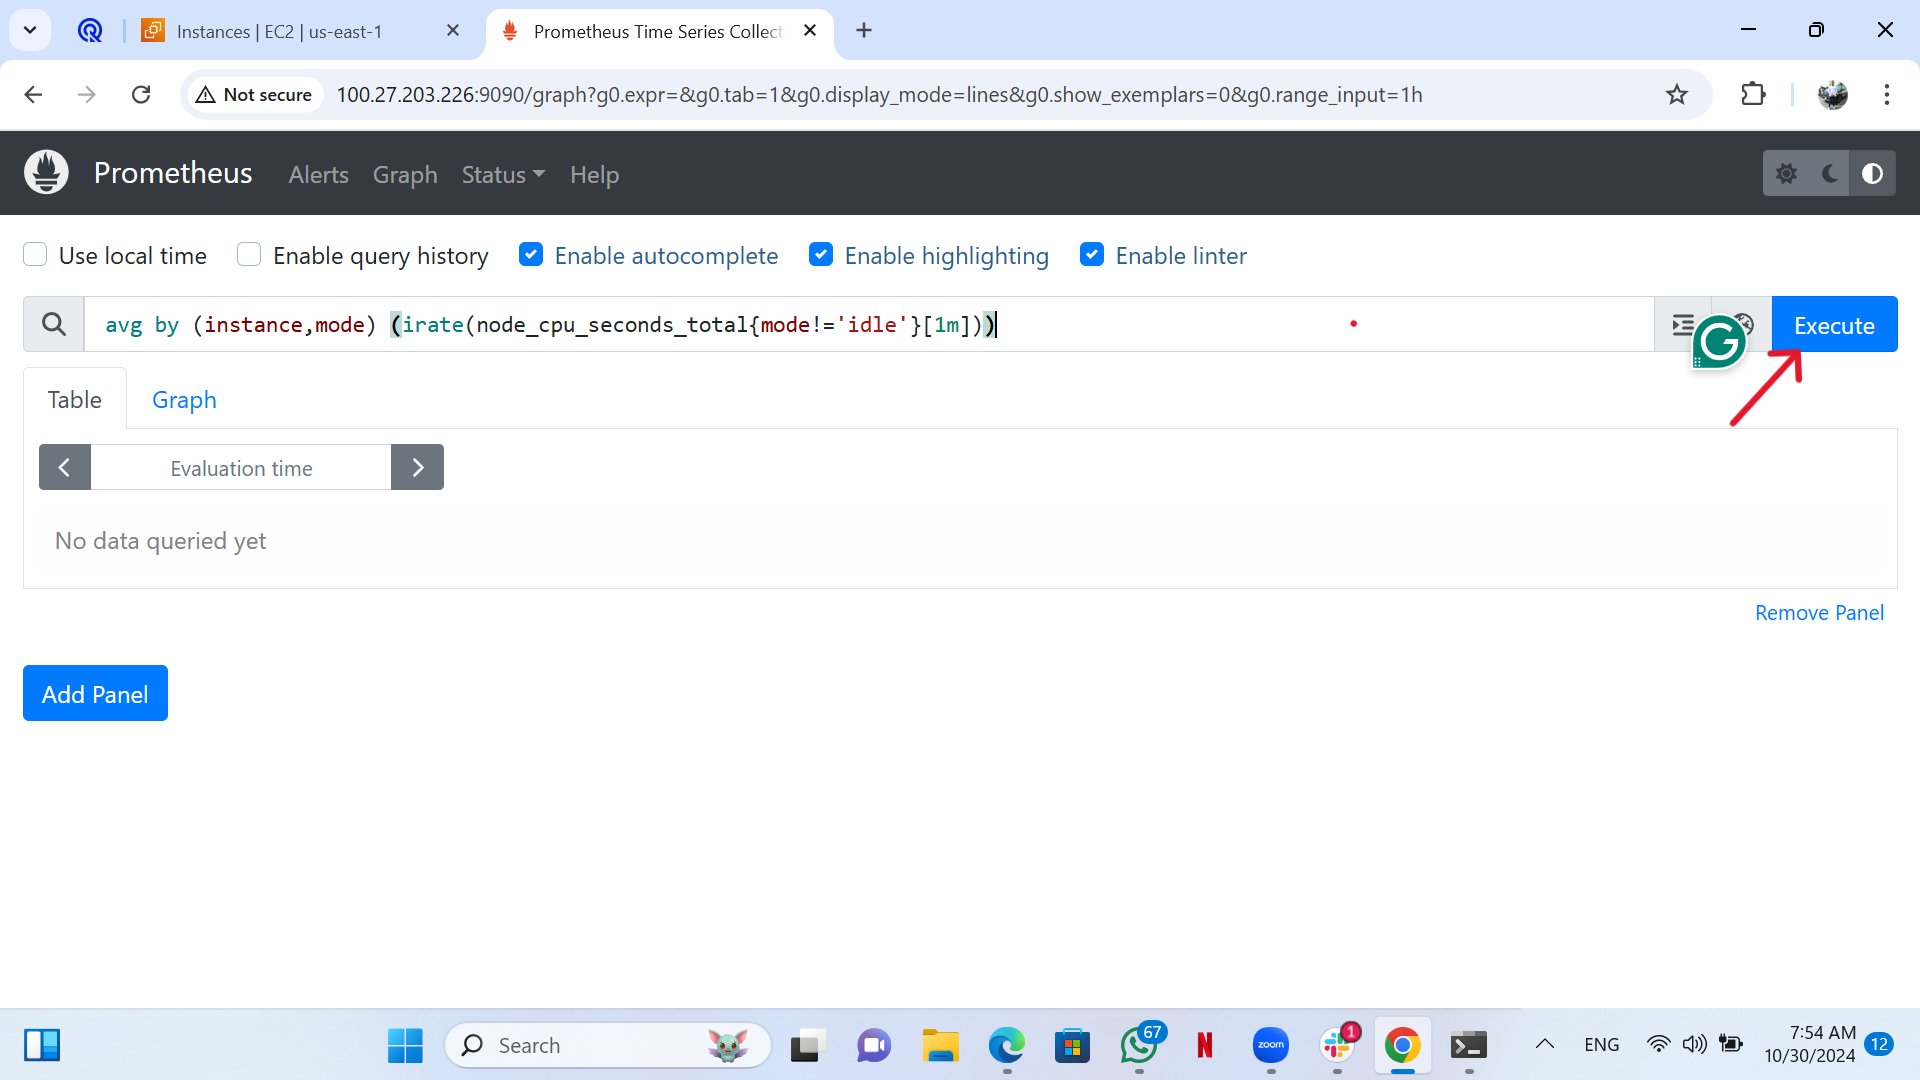 Instances | EC2 | us-east-1
Prometheus Time Series Collect
Not secure
100.27.203.226:9090/graph?g0.expr=&g0.tab=1&g0.display_mode=lines&g0.show_exemplars=0&g0.range_input=1h
Prometheus Alerts Graph Status Help
Use local time Enable query history Enable autocomplete Enable highlighting Enable linter
avg by (instance,mode) (irate(node_cpu_seconds_total{mode!='idle'}[1m]))
G
Execute
Table Graph
Evaluation time
No data queried yet
Remove Panel
Add Panel
Search
67
N
zoom
1
ENG
7:54 AM
10/30/2024
12